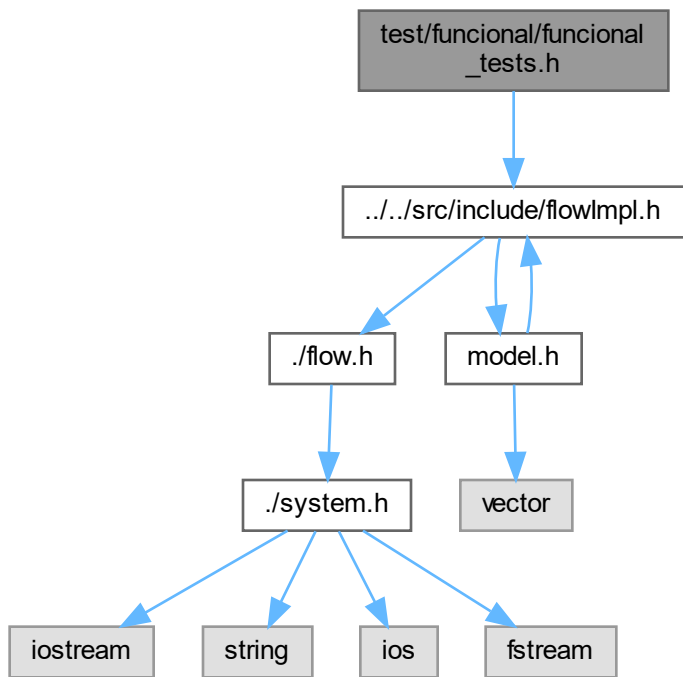 test/funcional/funcional
_tests.h
../../src/include/flowImpl.h
./flow.h
model.h
./system.h
vector
iostream
string
ios
fstream